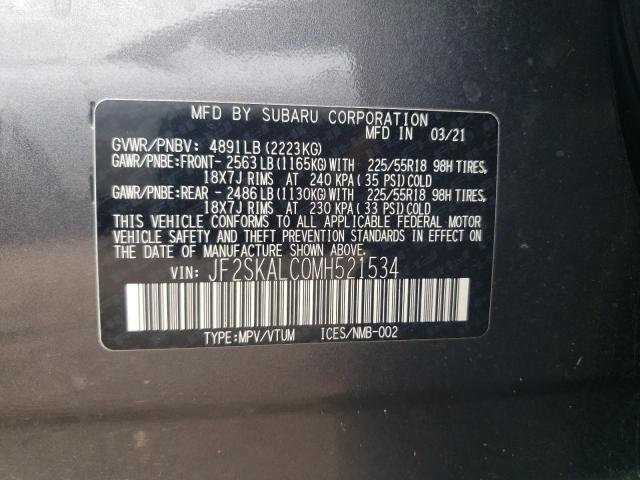 MFD BY SUBARU CORPORATION
MFD IN 03/21
GVWR/PNBV: 4891LB(2223KG)
GAWR/PNBE:FRONT-2563LB(1165KG)WITH 225/55R18 98H TIRES,
18X7J RIMS AT 240 KPA(35 PSI)COLD
GAWR/PNBE:REAR -2486LB(1130KG)WITH 225/55R18 98H TIRES,
18X7J RIMS AT 230 KPA(33 PSI)COLD
THIS VEHICLE CONFORMS TO ALL APPLICABLE FEDERAL MOTOR
VEHICLE SAFETY AND THEFT PREVENTION STANDARDS IN EFFECT
ON THE DATE OF MANUFACTURE SHOWN ABOVE.
VIN: JF2SKALC0MH521534
TYPE:MPV/VTUM ICES/NMB-002